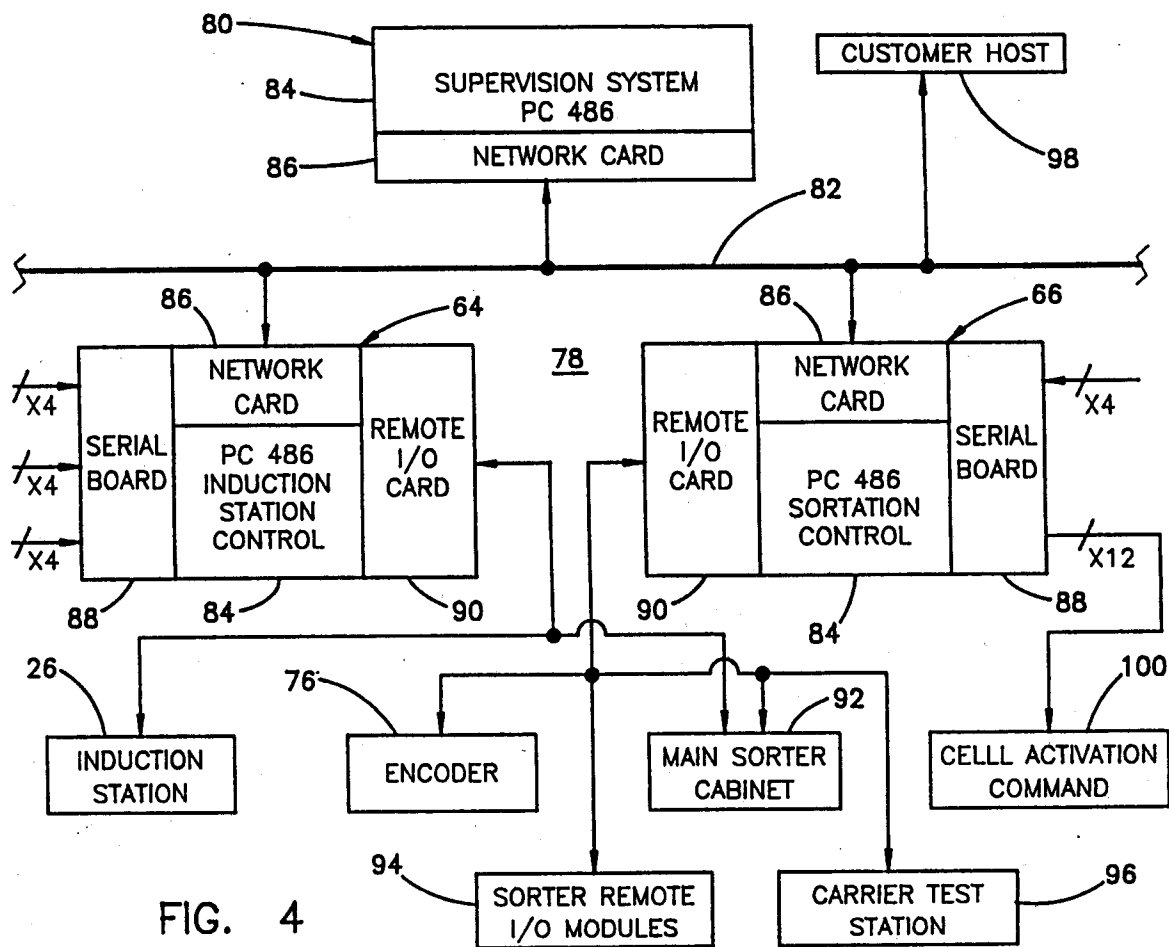 80
SUPERVISION SYSTEM
PC 486
84
NETWORK CARD
86
CUSTOMER HOST
98
82
86
64
78
86
66
NETWORK
CARD
SERIAL
BOARD
PC 486
INDUCTION
STATION
CONTROL
REMOTE
I/O
CARD
X4
X4
X4
88
84
90
REMOTE
I/O
CARD
NETWORK
CARD
PC 486
SORTATION
CONTROL
SERIAL
BOARD
X4
X12
90
84
88
26
INDUCTION
STATION
76
ENCODER
92
MAIN SORTER
CABINET
100
CELLL ACTIVATION
COMMAND
94
SORTER REMOTE
I/O MODULES
CARRIER TEST
STATION
96
FIG. 4